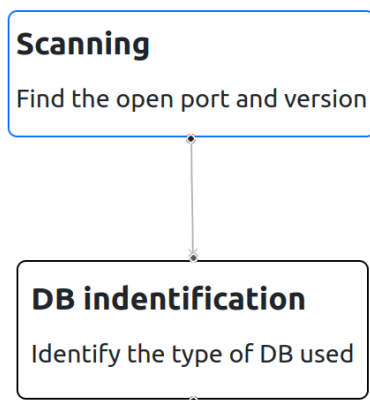 Scanning
Find the open port and version
DB indentification
Identify the type of DB used